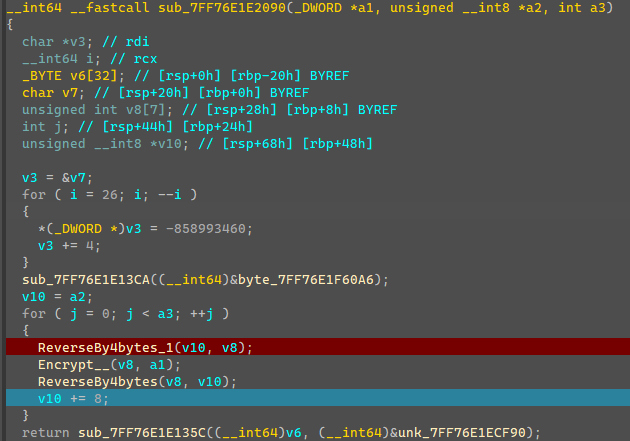 __int64 __fastcall sub_7FF76E1E2090(_DWORD *a1, unsigned __int8 *a2, int a3)
{
char *v3; // rdi
__int64 i; // rcx
_BYTE v6[32]; // [rsp+0h] [rbp-20h] BYREF
char v7; // [rsp+20h] [rbp+0h] BYREF
unsigned int v8[7]; // [rsp+28h] [rbp+8h] BYREF
int j; // [rsp+44h] [rbp+24h]
unsigned __int8 *v10; // [rsp+68h] [rbp+48h]
v3 = &v7;
for ( i = 26; i; --i )
{
*(_DWORD *)v3 = -858993460;
v3 += 4;
}
sub_7FF76E1E13CA((__int64)&byte_7FF76E1F60A6);
v10 = a2;
for ( j = 0; j < a3; ++j )
{
ReverseBy4bytes_1(v10, v8);
Encrypt__(v8, a1);
ReverseBy4bytes(v8, v10);
v10 += 8;
}
return sub_7FF76E1E135C((__int64)v6, (__int64)&unk_7FF76E1ECF90);